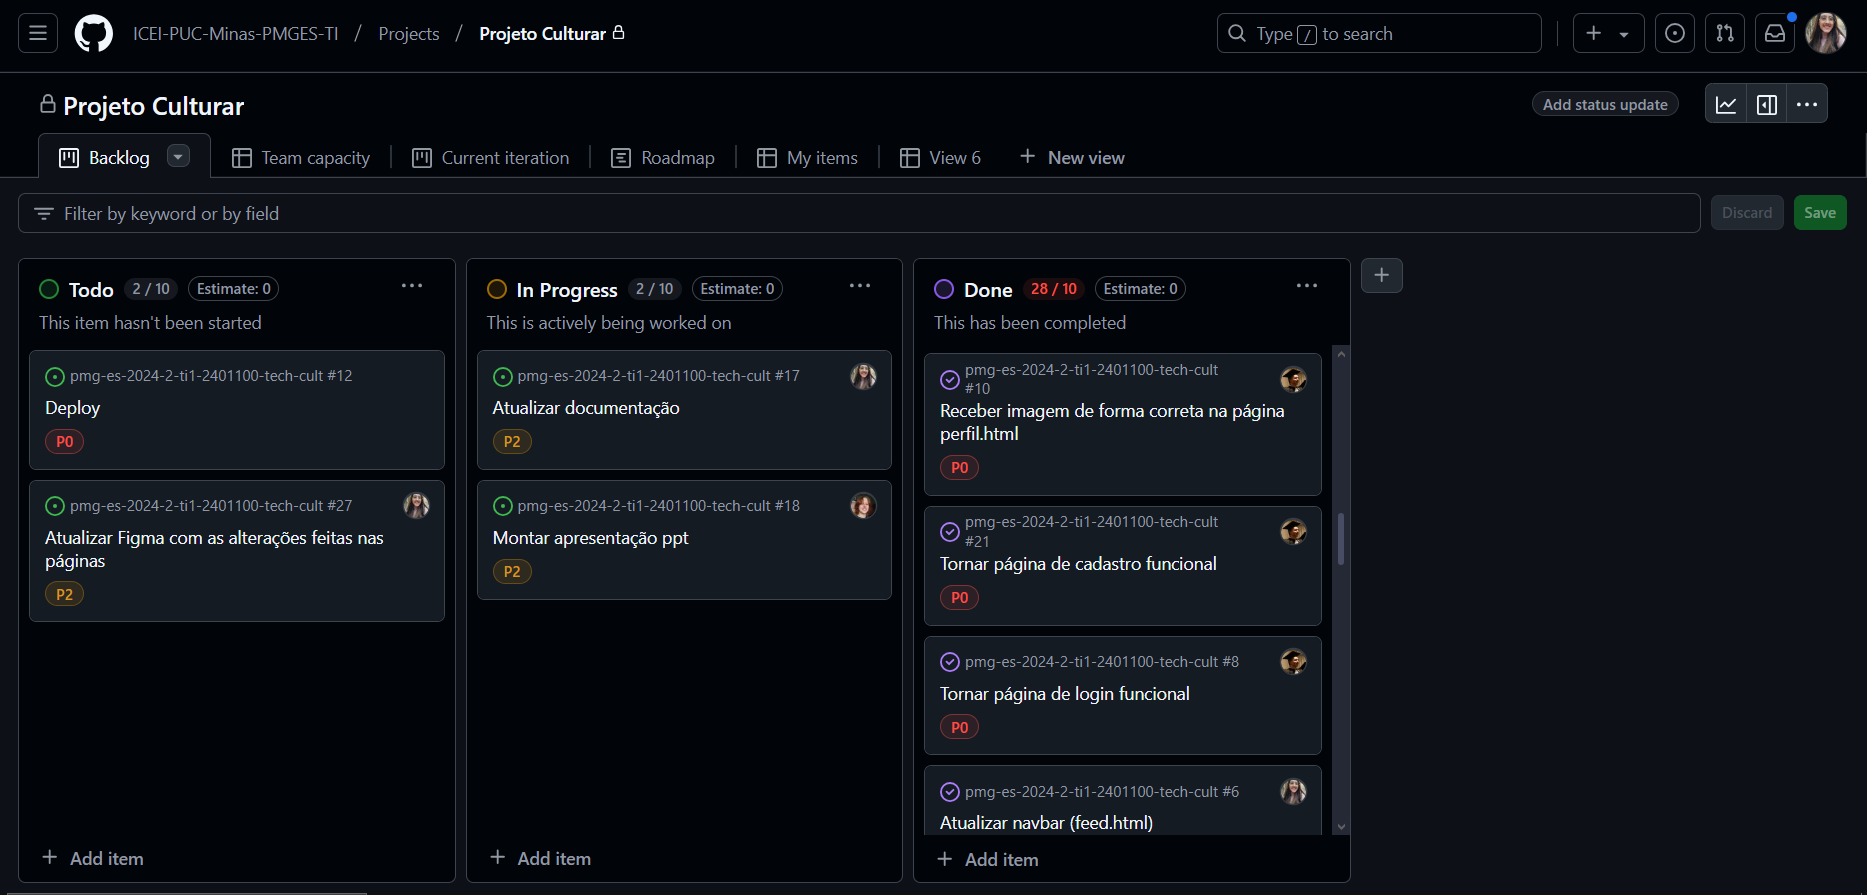 ICEI-PUC-Minas-PMGES-TI / Projects / Projeto Culturar
Type / to search
Projeto Culturar
Add status update
Backlog
Team capacity
Current iteration
Roadmap
My items
View 6
New view
Filter by keyword or by field
Discard
Save
Todo 2 / 10 Estimate: 0
This item hasn't been started
pmg-es-2024-2-ti1-2401100-tech-cult #12
Deploy
P0
pmg-es-2024-2-ti1-2401100-tech-cult #27
Atualizar Figma com as alterações feitas nas
páginas
P2
Add item
In Progress 2 / 10 Estimate: 0
This is actively being worked on
pmg-es-2024-2-ti1-2401100-tech-cult #17
Atualizar documentação
P2
pmg-es-2024-2-ti1-2401100-tech-cult #18
Montar apresentação ppt
P2
Add item
Done 28 / 10 Estimate: 0
This has been completed
pmg-es-2024-2-ti1-2401100-tech-cult
#10
Receber imagem de forma correta na página
perfil.html
P0
pmg-es-2024-2-ti1-2401100-tech-cult
#21
Tornar página de cadastro funcional
P0
pmg-es-2024-2-ti1-2401100-tech-cult #8
Tornar página de login funcional
P0
pmg-es-2024-2-ti1-2401100-tech-cult #6
Atualizar navbar (feed.html)
Add item